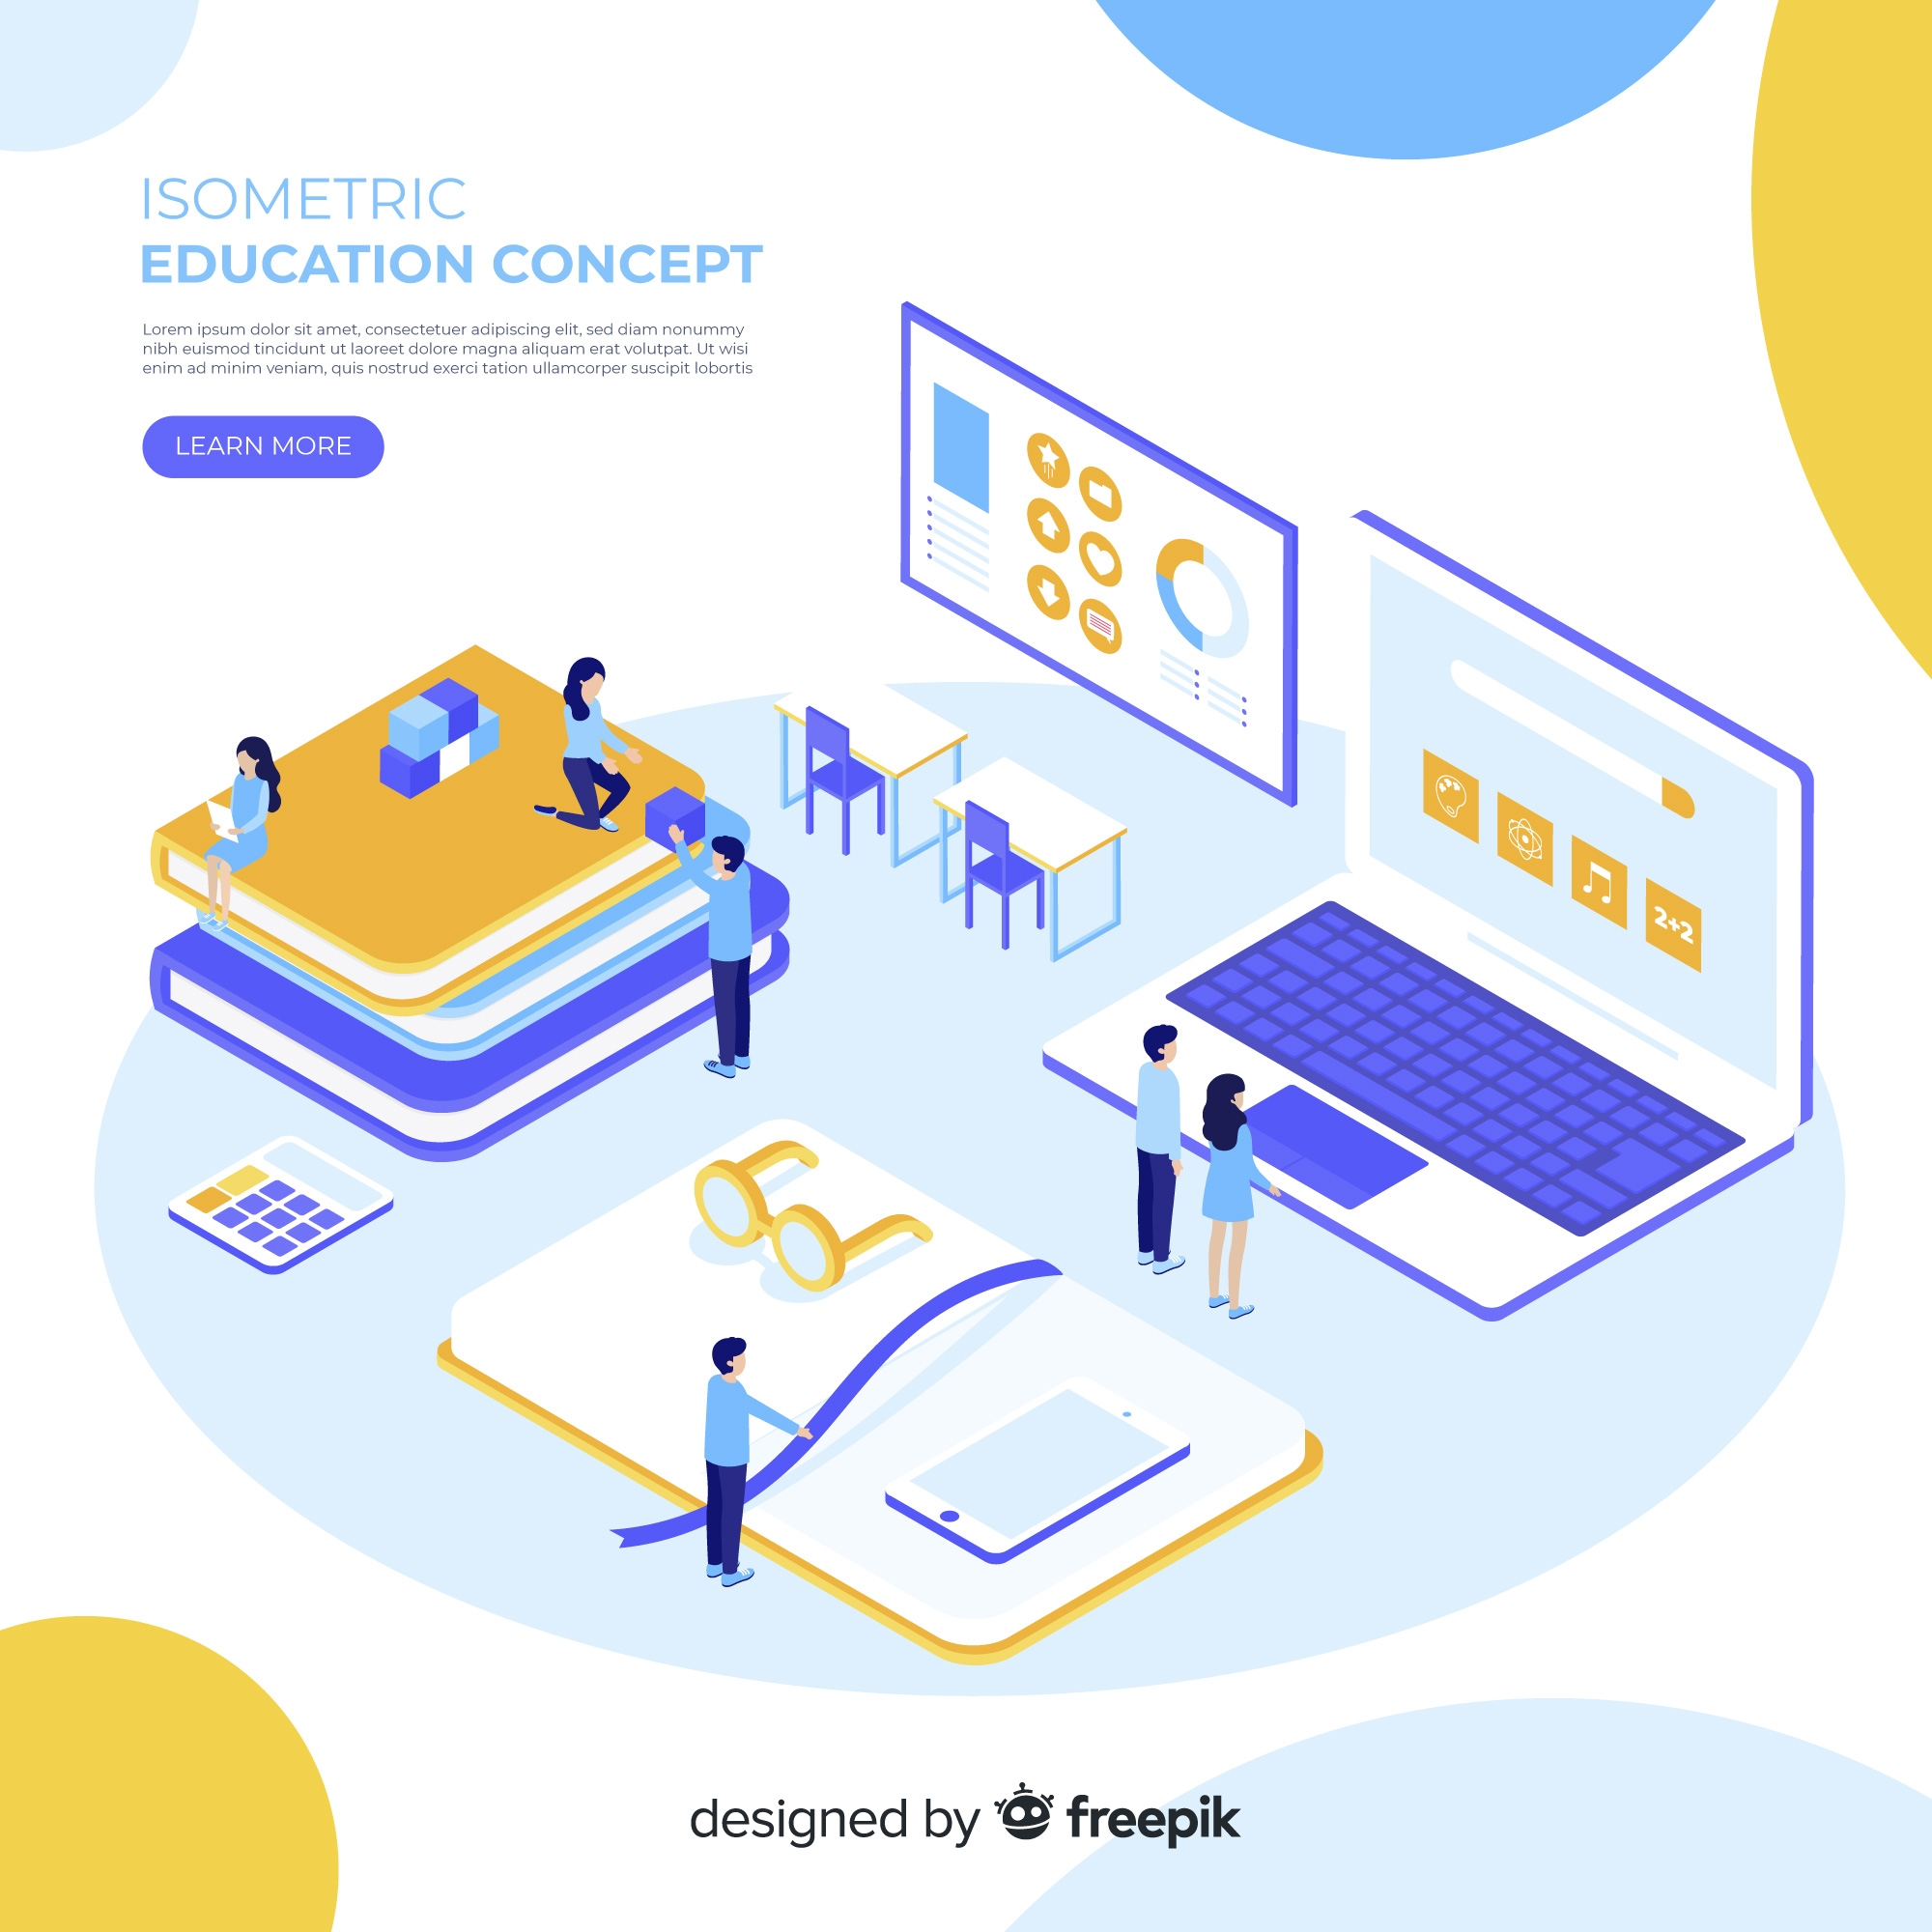 ISOMETRIC
EDUCATION CONCEPT
Lorem ipsum dolor sit amet, consectetuer adipiscing elit, sed diam nonummy
nibh euismod tincidunt ut laoreet dolore magna aliquam erat volutpat. Ut wisi
enim ad minim veniam, quis nostrud exerci tation ullamcorper suscipit lobortis
LEARN MORE
2+2
designed by freepik